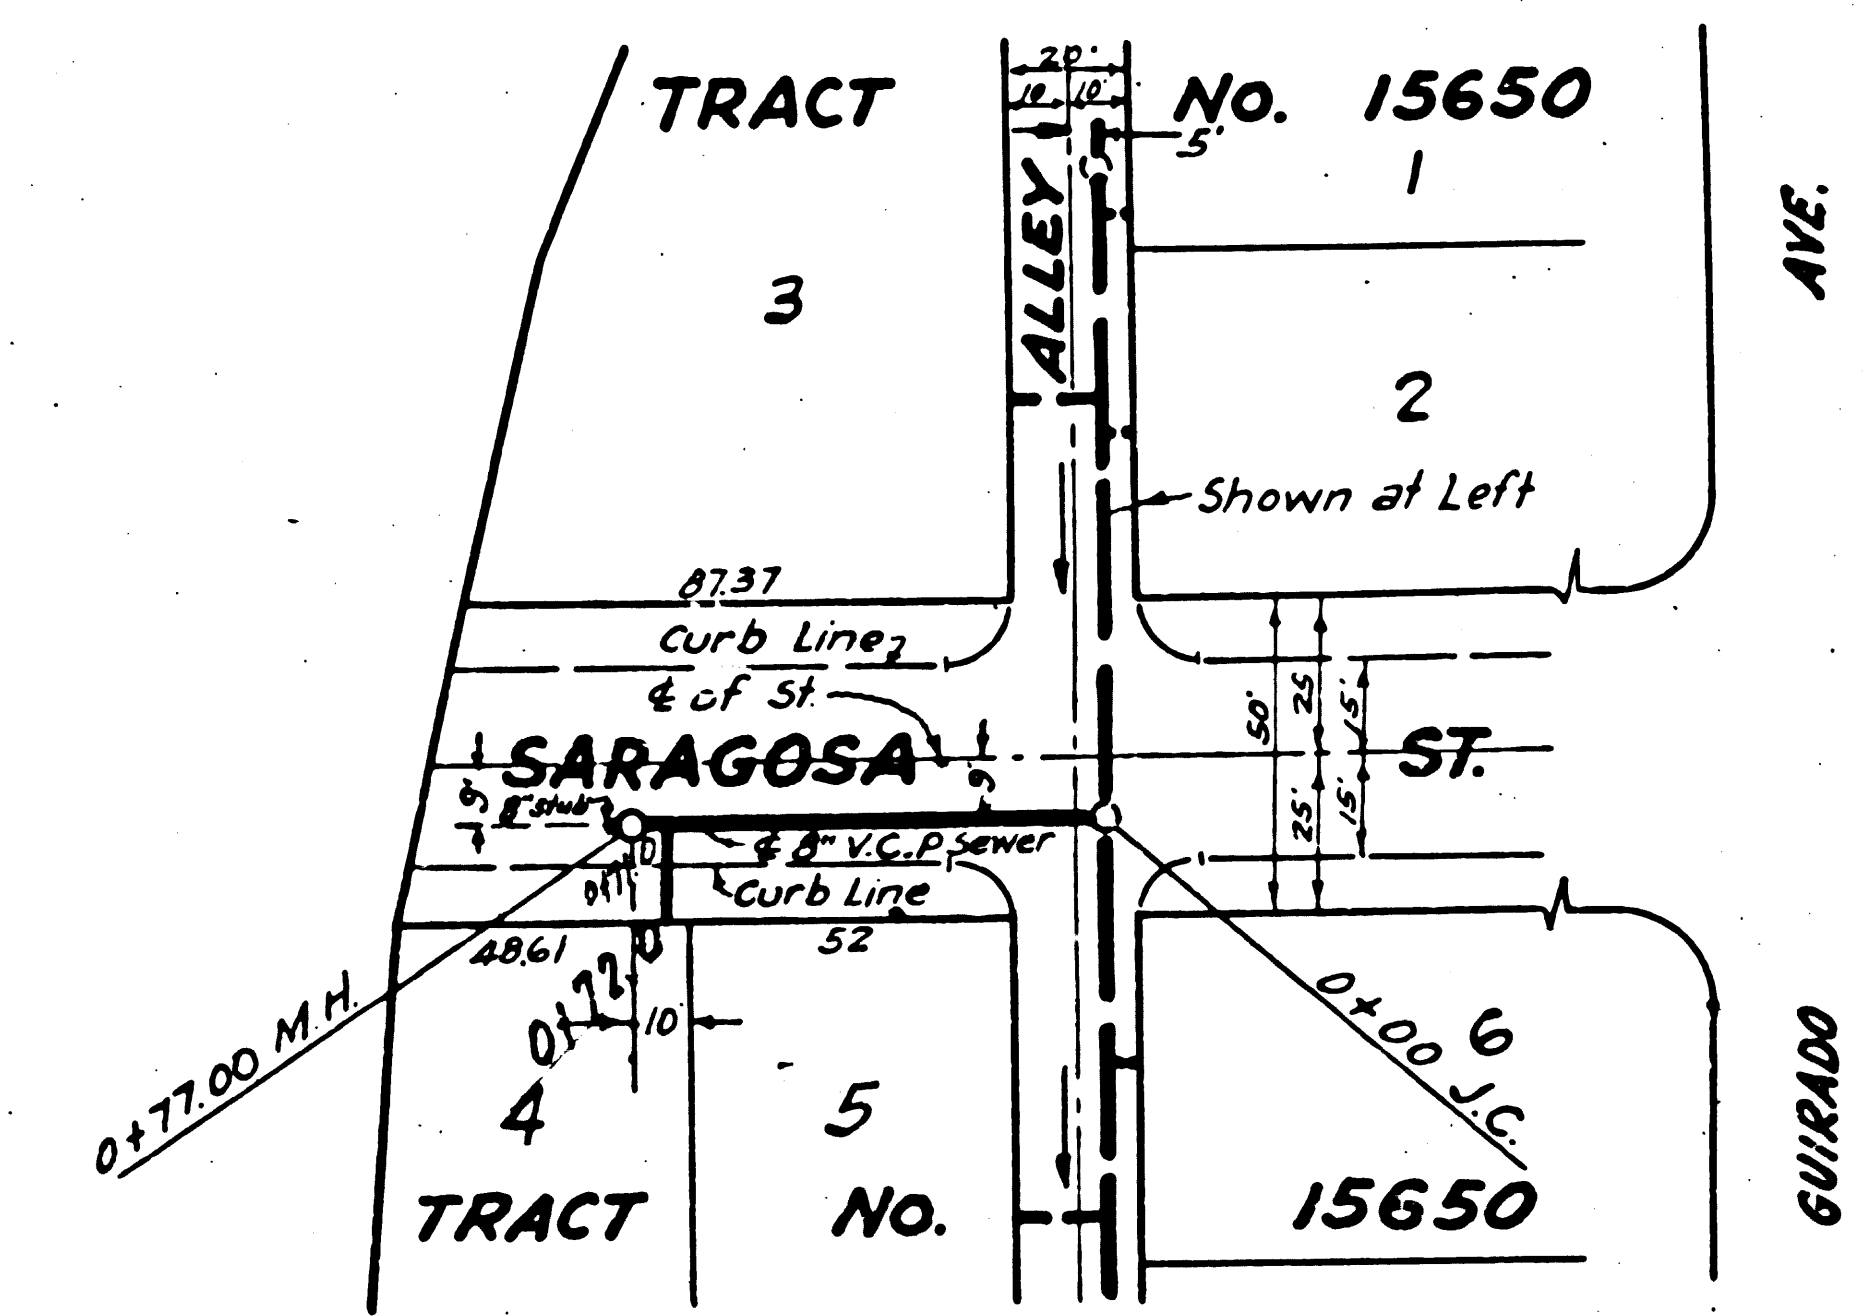 20'
TRACT
10 10'
No. 15650
5'
1
ALLEY
AVE.
3
2
Shown at Left
87.37
Curb Line
℄ of St.
50'
25
15'
SARAGOSA
ST.
9'
9'
8" stub
25'
15'
℄ 8" V.C.P. Sewer
Curb Line
48.61
52
10'
0+77.00 M.H.
0+00 J.C.
6
4
5
GUIRADO
TRACT
No.
15650